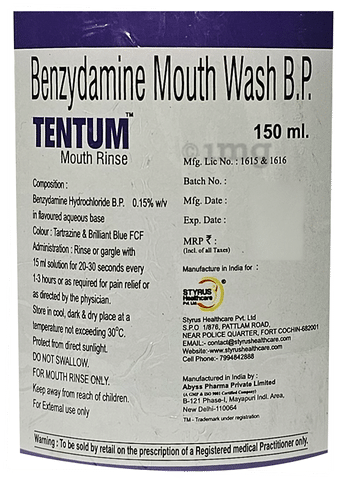 Benzydamine Mouth Wash B.P.
TENTUM™
Mouth Rinse
150 ml.
Composition :
Benzydamine Hydrochloride B.P. 0.15% w/v
in flavoured aqueous base
Colour : Tartrazine & Brilliant Blue FCF
Administration : Rinse or gargle with
15 ml solution for 20-30 seconds every
1-3 hours or as required for pain relief or
as directed by the physician.
Store in cool, dark & dry place at a
temperature not exceeding 30°C.
Protect from direct sunlight.
DO NOT SWALLOW.
FOR MOUTH RINSE ONLY.
Keep away from reach of children.
For External use only
1mg
Mfg. Lic No : 1615 & 1616
Batch No. :
Mfg. Date :
Exp. Date :
MRP ₹ :
(Incl. of all Taxes)
Manufacture in India for :
STYRUS
Healthcare
Pvt. Ltd
Styrus Healthcare Pvt. Ltd
S.P.O 1/876, PATTLAM ROAD,
NEAR POLICE QUARTER, FORT COCHIN-682001
EMAIL:- contact@styrushealthcare.com
Website:-www.styrushealthcare.com
Cell Phone:- 7994842888
Manufactured in India by :
Abyss Pharma Private Limited
(A GMP & ISO 9001 Certified Company)
B-121 Phase-I, Mayapuri Indl. Area,
New Delhi-110064
TM - Trademark under registration
Warning : To be sold by retail on the prescription of a Registered medical Practitioner only.